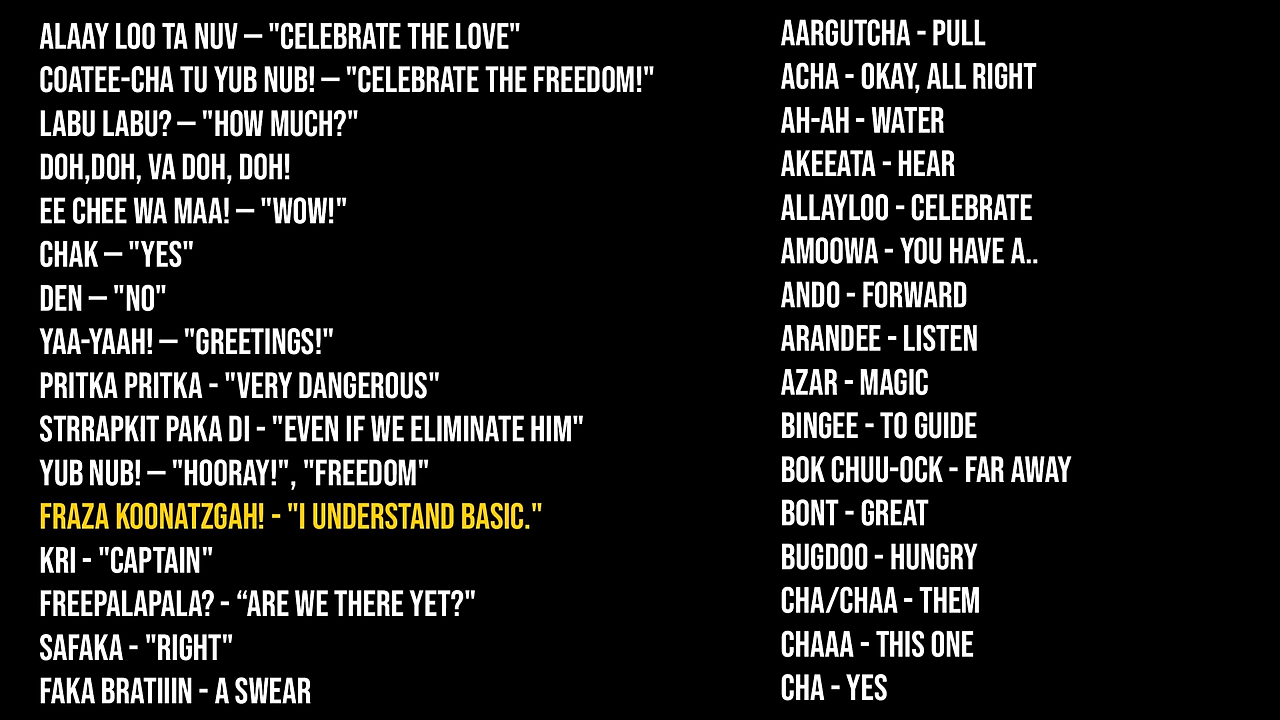 ALAAY LOO TA NUV – "CELEBRATE THE LOVE"
COATEE-CHA TU YUB NUB! – "CELEBRATE THE FREEDOM!"
LABU LABU? – "HOW MUCH?"
DOH,DOH, VA DOH, DOH!
EE CHEE WA MAA! – "WOW!"
CHAK – "YES"
DEN – "NO"
YAA-YAAH! – "GREETINGS!"
PRITKA PRITKA - "VERY DANGEROUS"
STRRAPKIT PAKA DI - "EVEN IF WE ELIMINATE HIM"
YUB NUB! – "HOORAY!", "FREEDOM"
FRAZA KOONATZGAH! - "I UNDERSTAND BASIC."
KRI - "CAPTAIN"
FREEPALAPALA? - “ARE WE THERE YET?"
SAFAKA - "RIGHT"
FAKA BRATIIIN - A SWEAR
AARGUTCHA - PULL
ACHA - OKAY, ALL RIGHT
AH-AH - WATER
AKEEATA - HEAR
ALLAYLOO - CELEBRATE
AMOOWA - YOU HAVE A..
ANDO - FORWARD
ARANDEE - LISTEN
AZAR - MAGIC
BINGEE - TO GUIDE
BOK CHUU-OCK - FAR AWAY
BONT - GREAT
BUGDOO - HUNGRY
CHA/CHAA - THEM
CHAAA - THIS ONE
CHA - YES